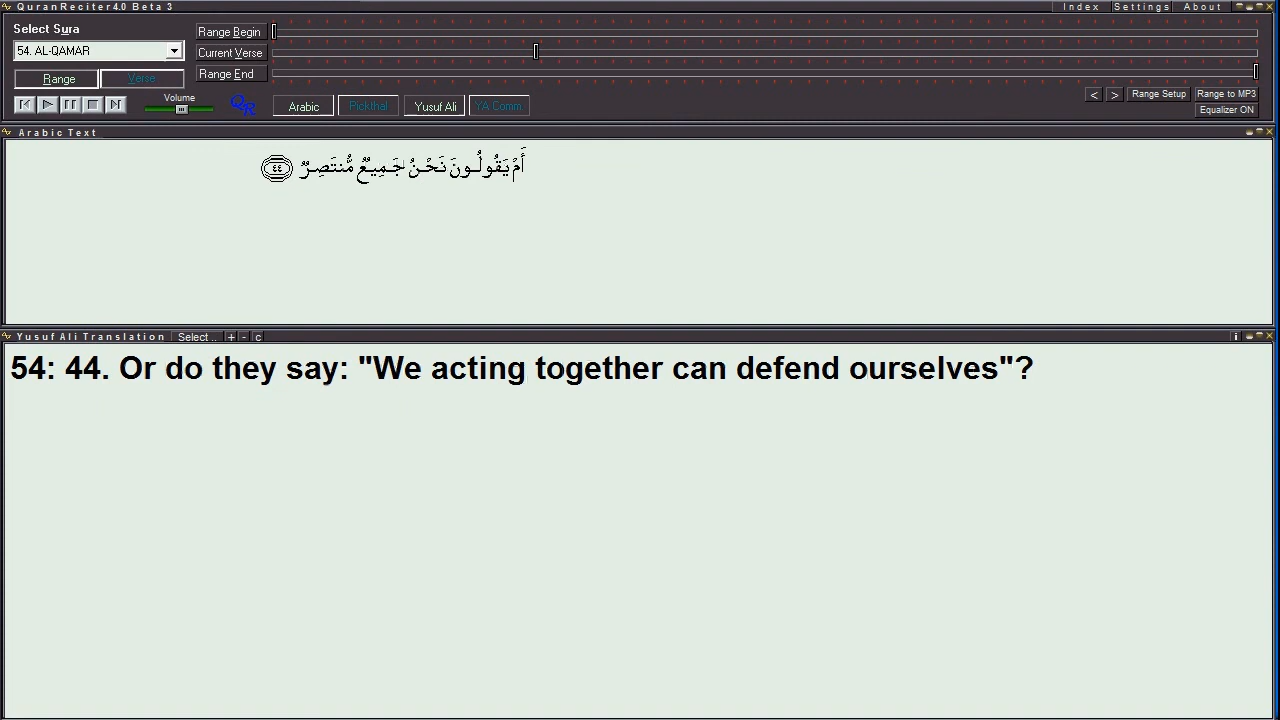 QuranReciter4.0 Beta 3
Index Settings About
Select Sura
54. AL-QAMAR
Range Verse
Volume
Range Begin
Current Verse
Range End
QR
Arabic Pickthal Yusuf Ali YA Comm.
< > Range Setup Range to MP3
Equalizer ON
Arabic Text
أَمْ يَقُولُونَ نَحْنُ جَمِيعٌ مُّنتَصِرٌ ٤٤
Yusuf Ali Translation Select .. + - c i
54: 44. Or do they say: "We acting together can defend ourselves"?